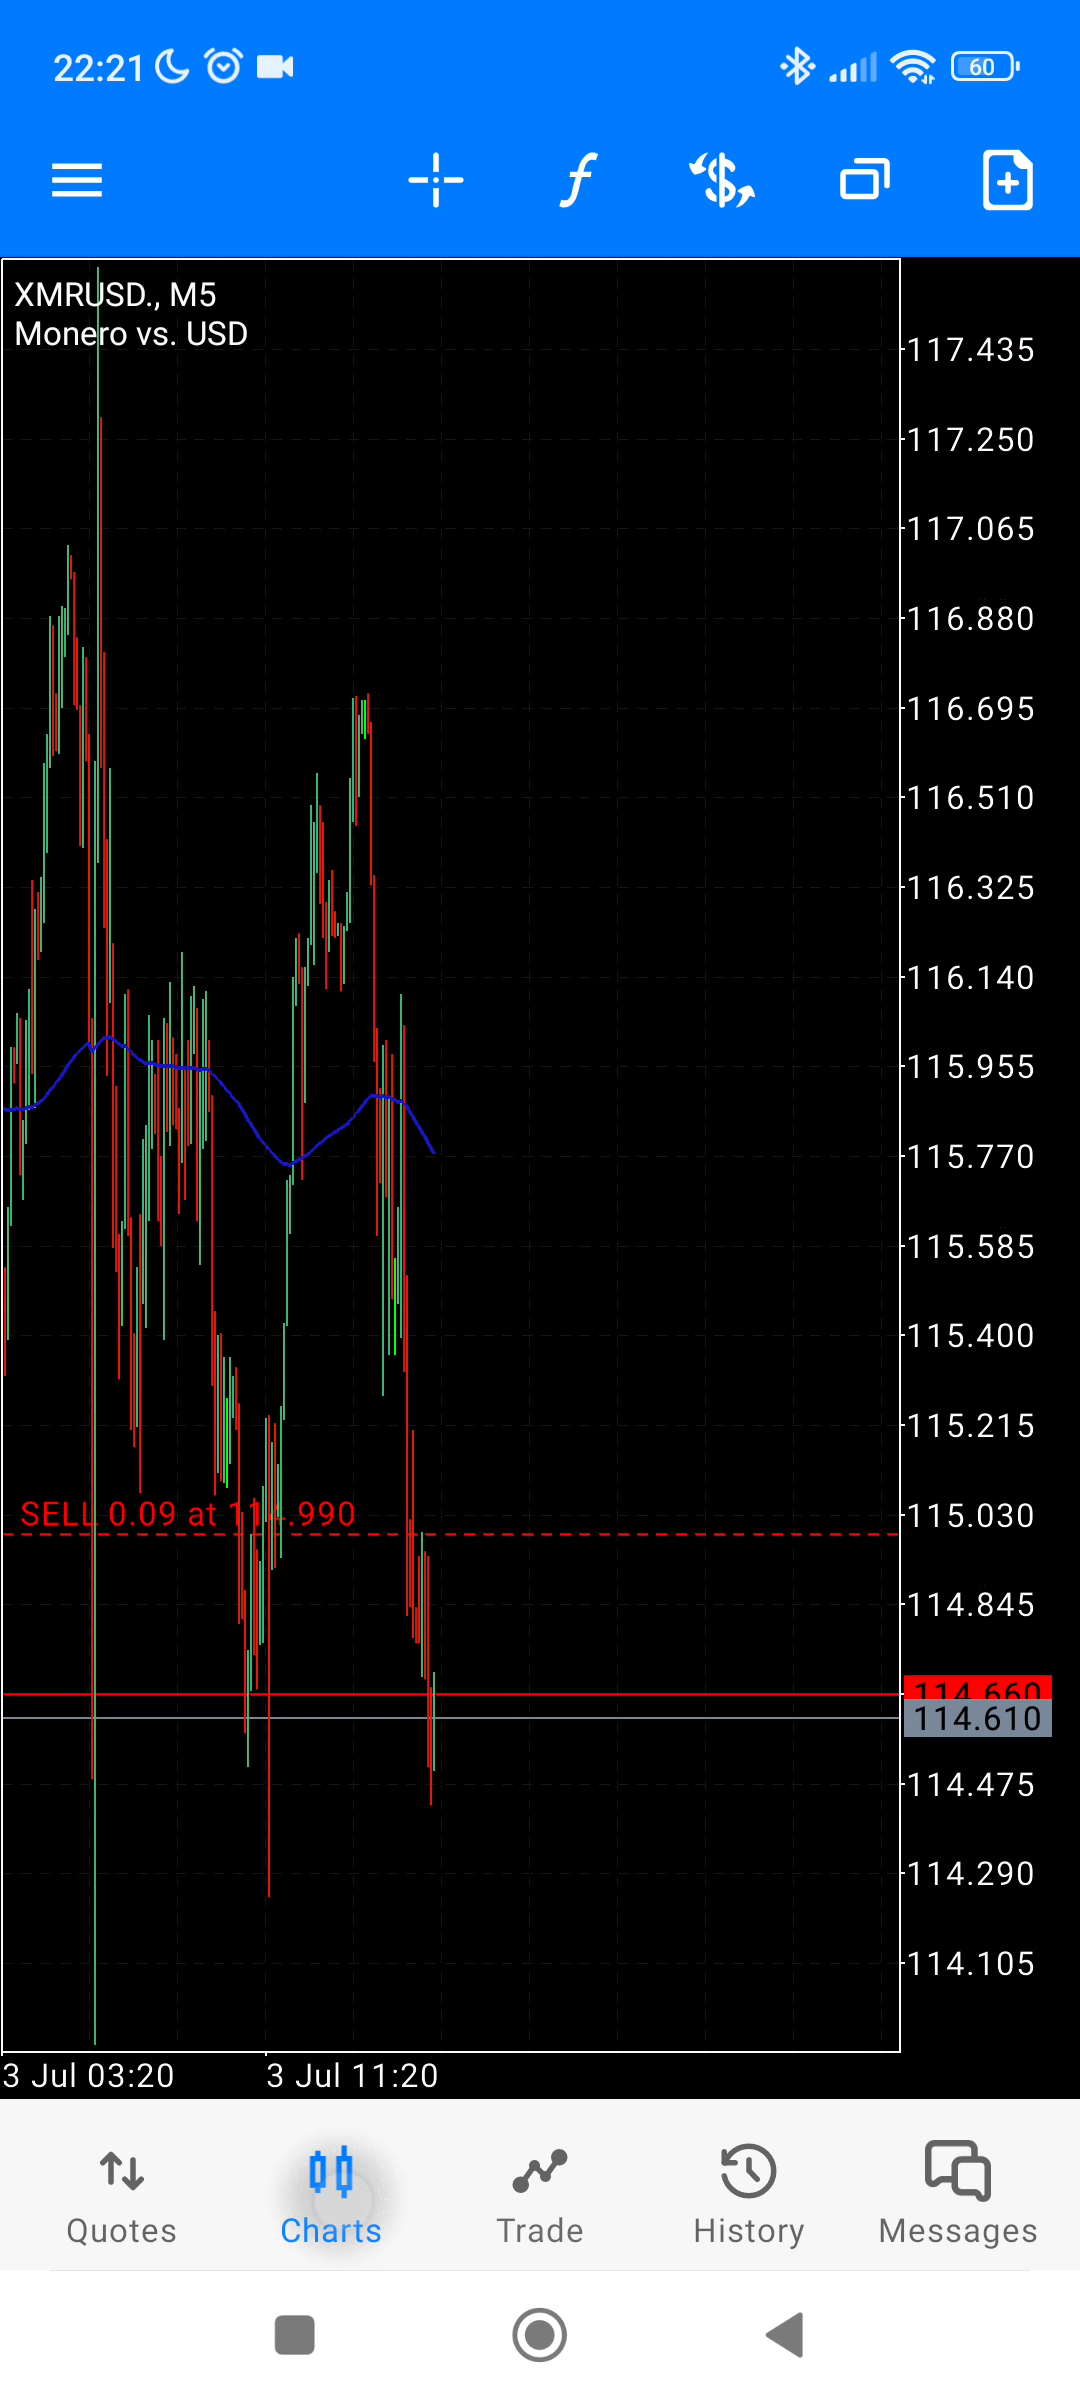 22:21
60
XMRUSD., M5
Monero vs. USD
117.435
117.250
117.065
116.880
116.695
116.510
116.325
116.140
115.955
115.770
115.585
115.400
115.215
SELL 0.09 at 114.990
115.030
114.845
114.660
114.610
114.475
114.290
114.105
3 Jul 03:20
3 Jul 11:20
Quotes
Charts
Trade
History
Messages